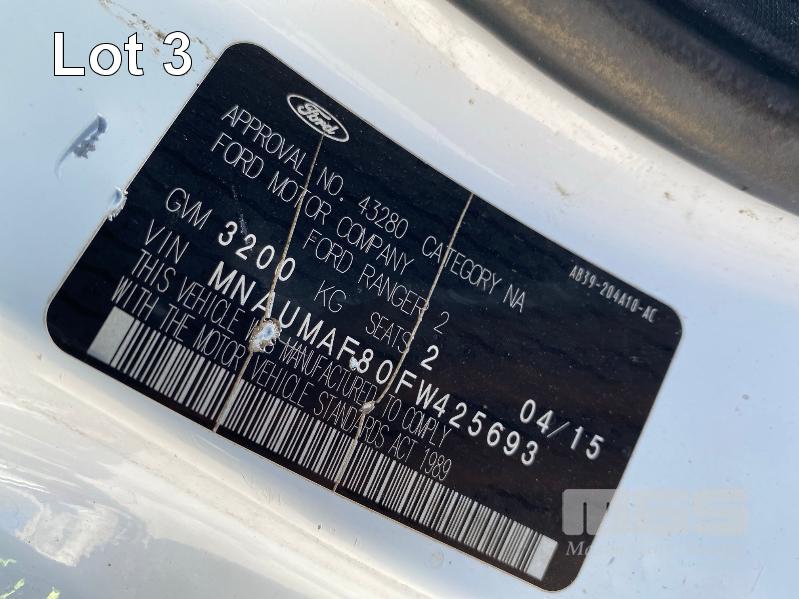 Lot 3
Ford
APPROVAL NO. 43280 CATEGORY NA
FORD MOTOR COMPANY
FORD RANGER 2
AB39-204A10-AE
GVM 3200 KG SEATS 2 04/15
VIN MNAUMAF80FW425693
THIS VEHICLE WAS MANUFACTURED TO COMPLY
WITH THE MOTOR VEHICLE STANDARDS ACT 1989
MGS